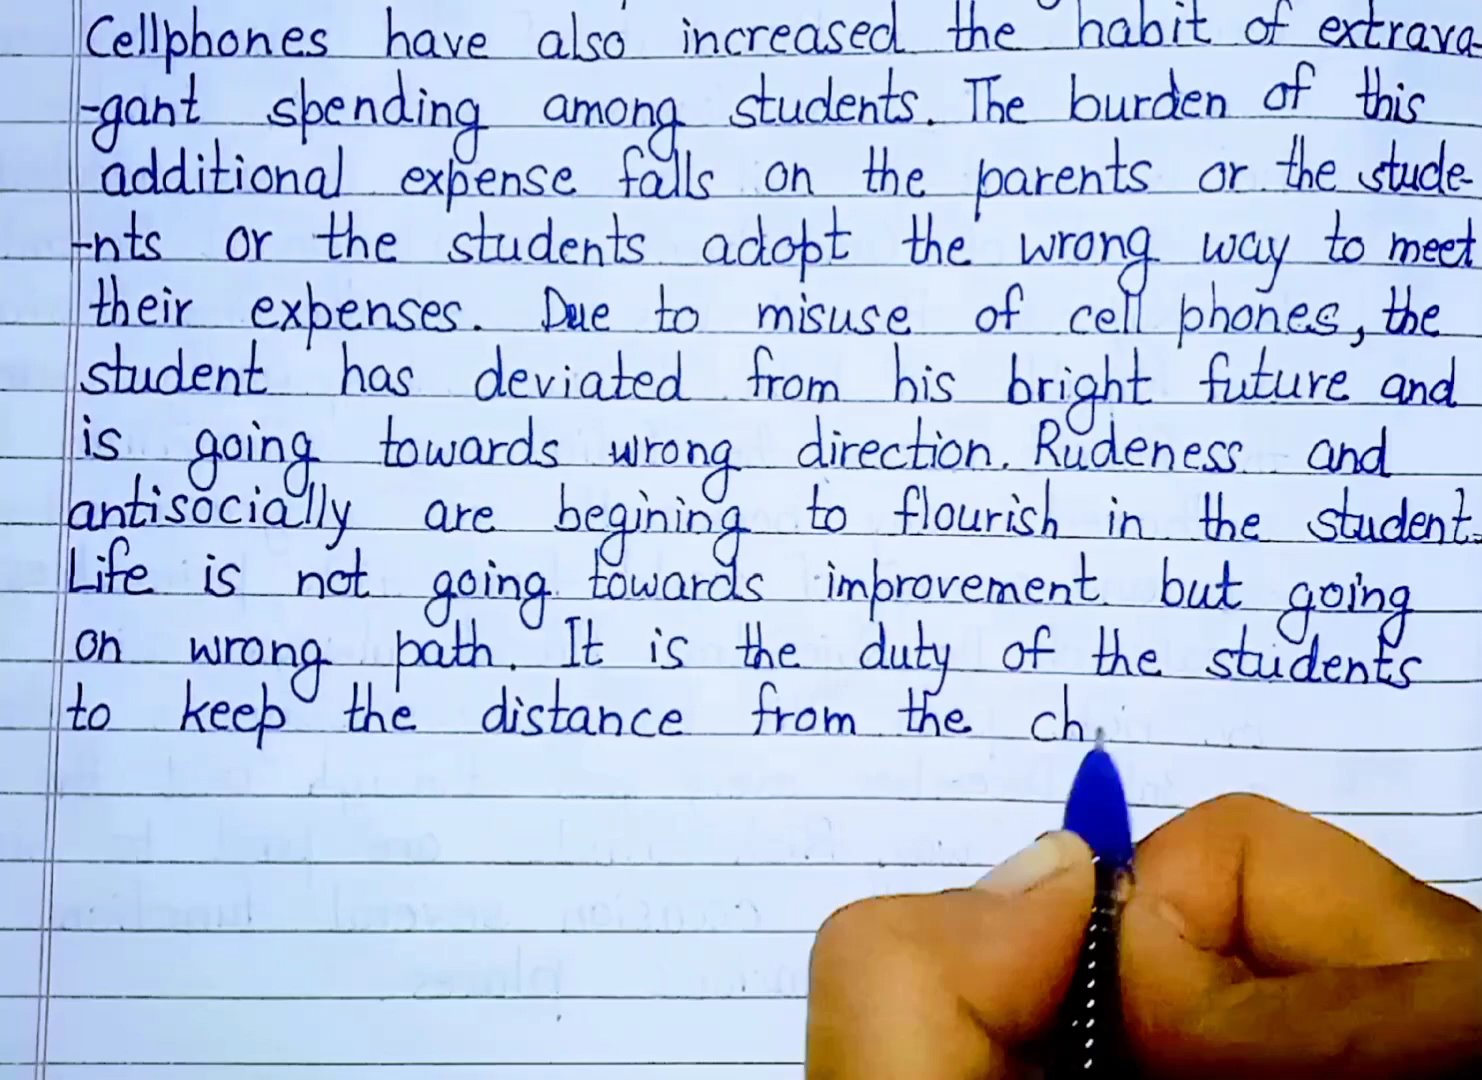 Cellphones have also increased the habit of extrava-
-gant spending among students. The burden of this
additional expense falls on the parents or the stude-
-nts or the students adopt the wrong way to meet
their expenses. Due to misuse of cell phones, the
student has deviated from his bright future and
is going towards wrong direction. Rudeness and
antisocially are begining to flourish in the student.
Life is not going towards improvement but going
on wrong path. It is the duty of the students
to keep the distance from the ch